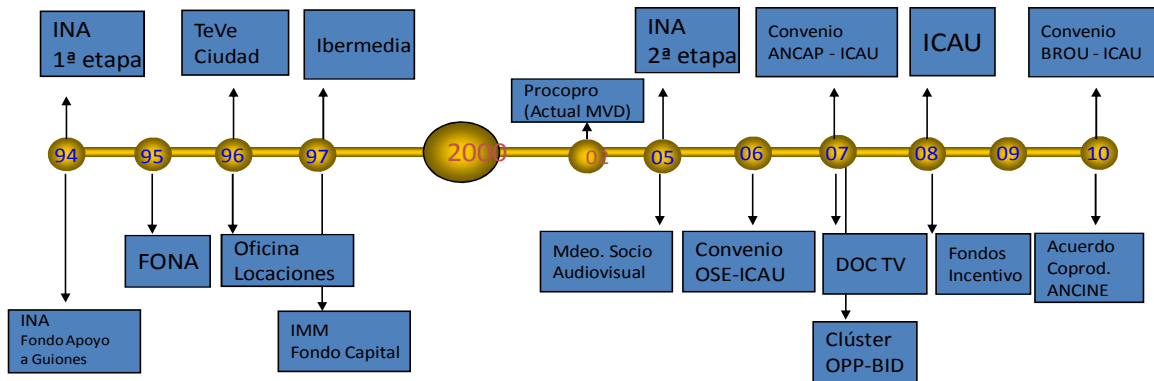 INA
1ª etapa
TeVe
Ciudad
Ibermedia
Procopro
(Actual MVD)
INA
2ª etapa
Convenio
ANCAP - ICAU
ICAU
Convenio
BROU - ICAU
94
95
96
97
2000
02
05
06
07
08
09
10
INA
Fondo Apoyo
a Guiones
FONA
Oficina
Locaciones
IMM
Fondo Capital
Mdeo. Socio
Audiovisual
Convenio
OSE-ICAU
DOC TV
Clúster
OPP-BID
Fondos
Incentivo
Acuerdo
Coprod.
ANCINE